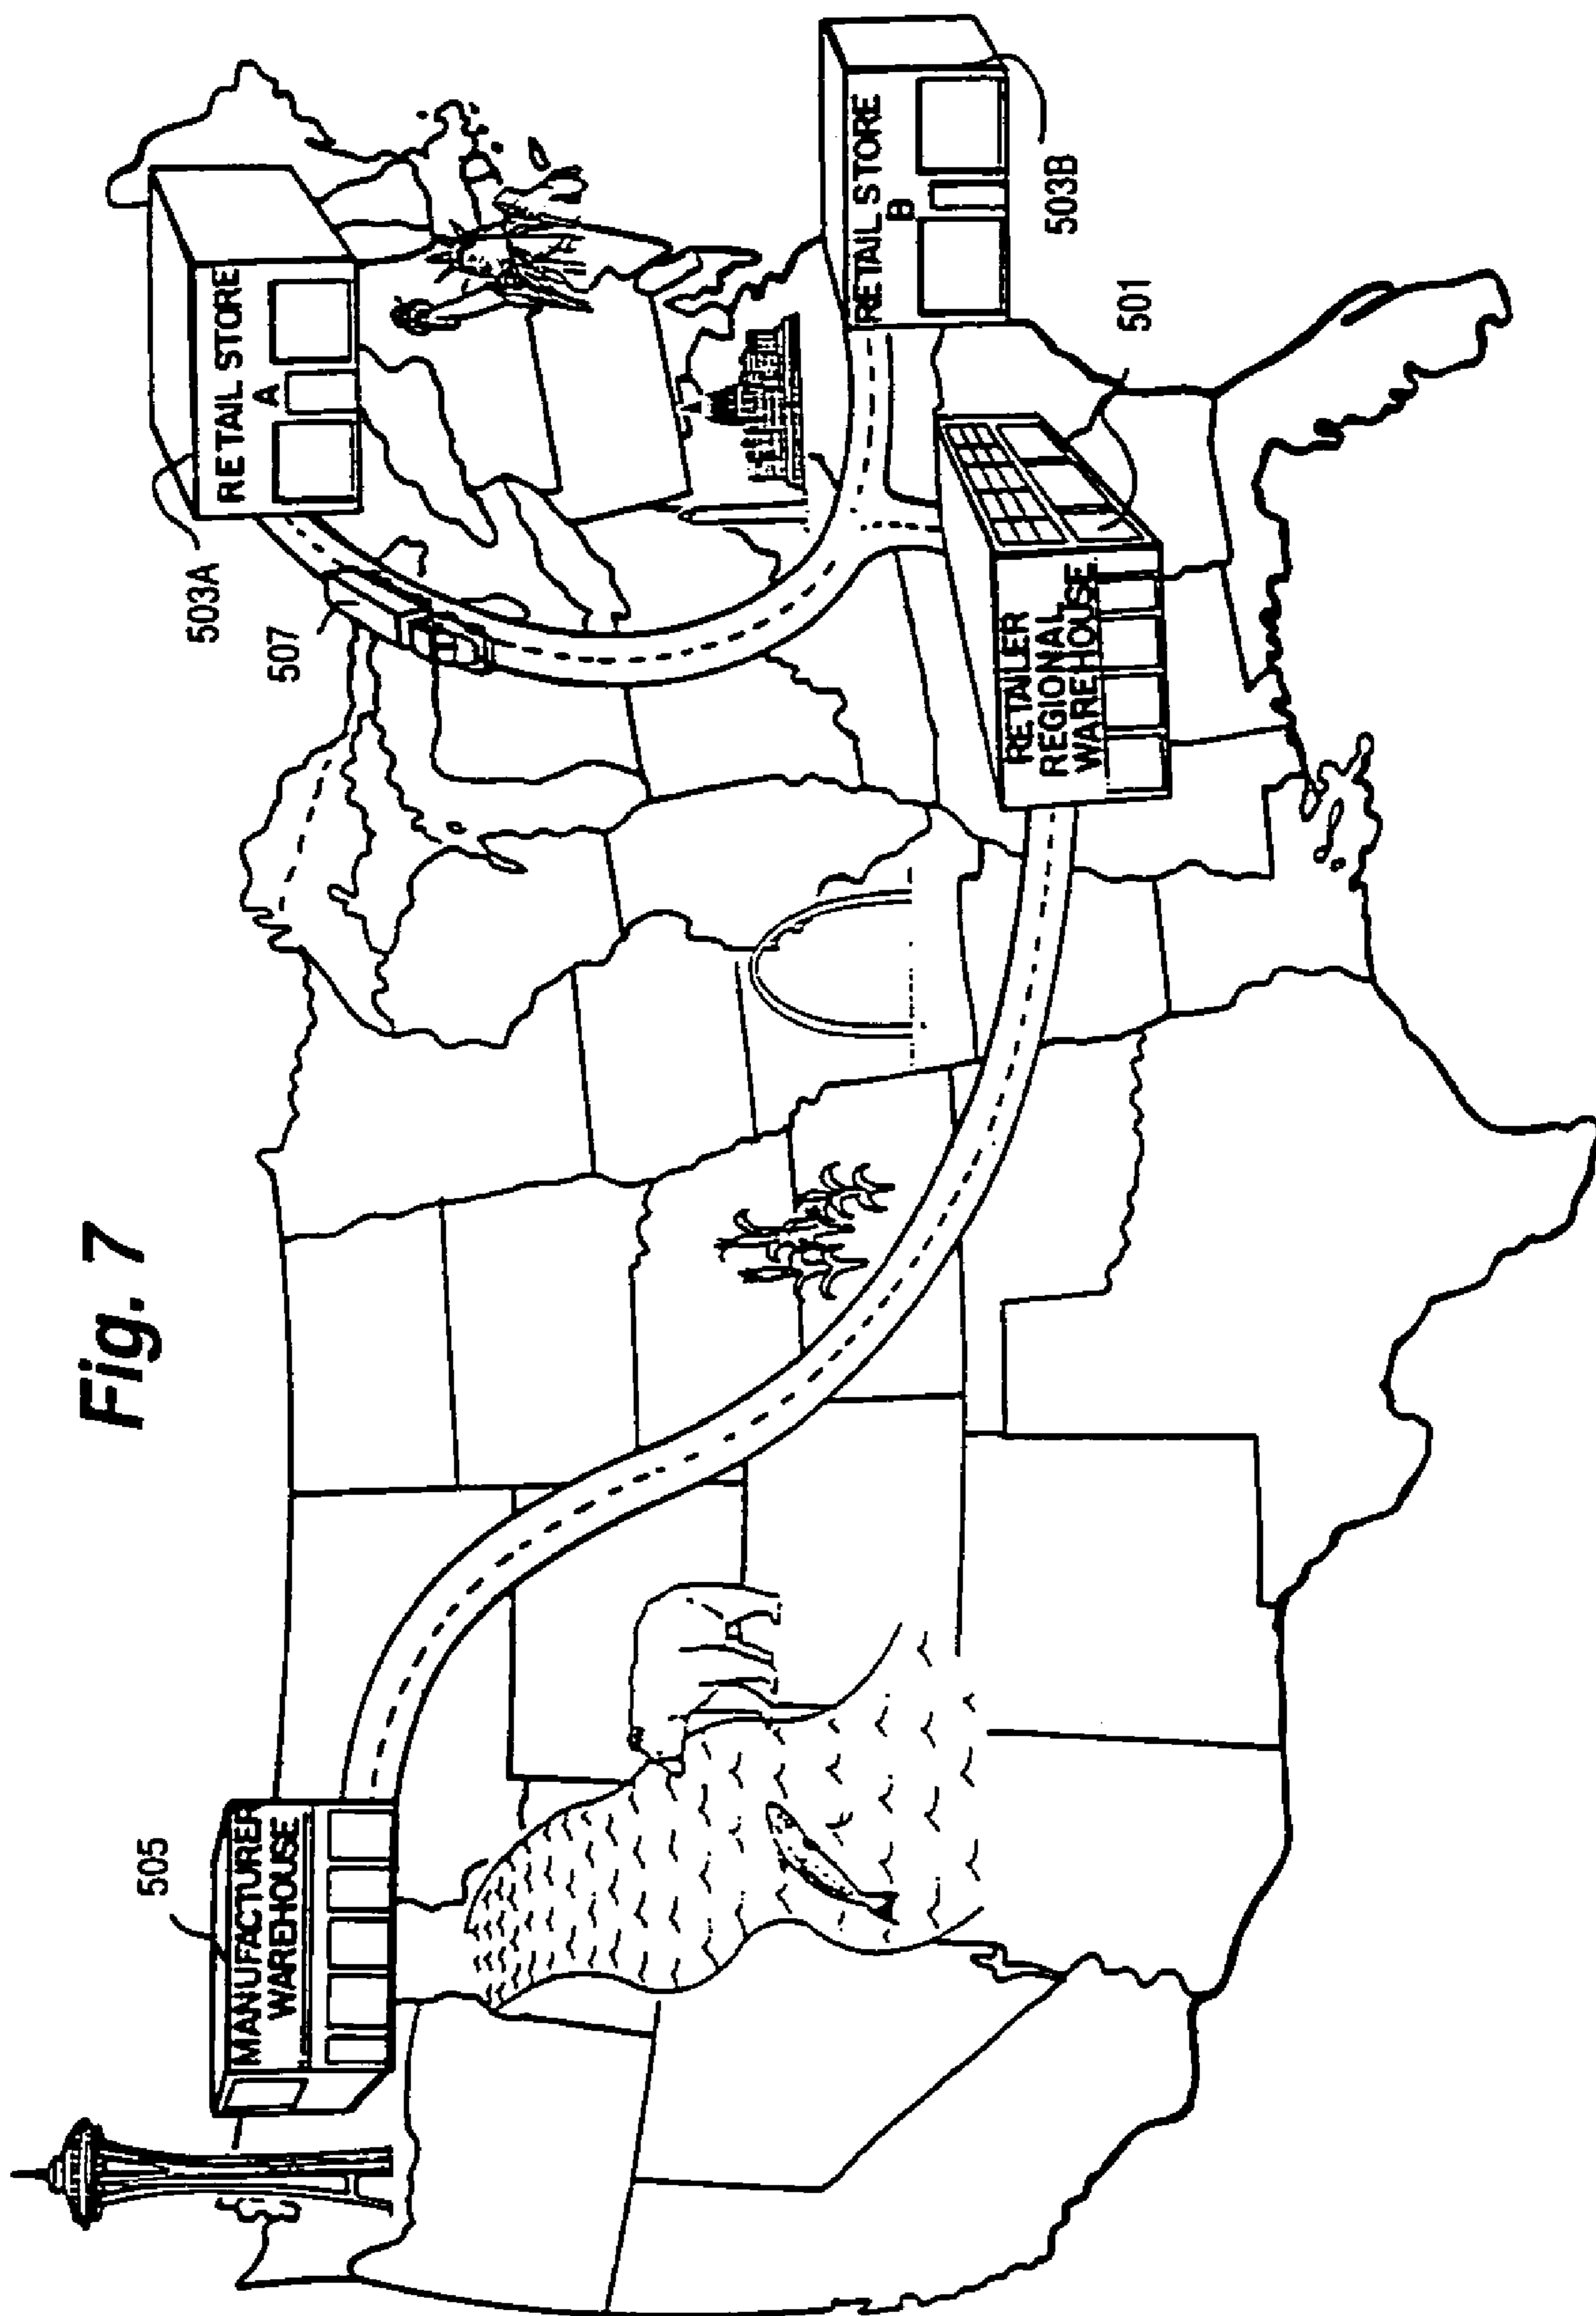 Fig. 7
505
MANUFACTURER
WAREHOUSE
503A
RETAIL STORE
A
507
RETAIL STORE
B
503B
501
RETAILER
REGIONAL
WAREHOUSE